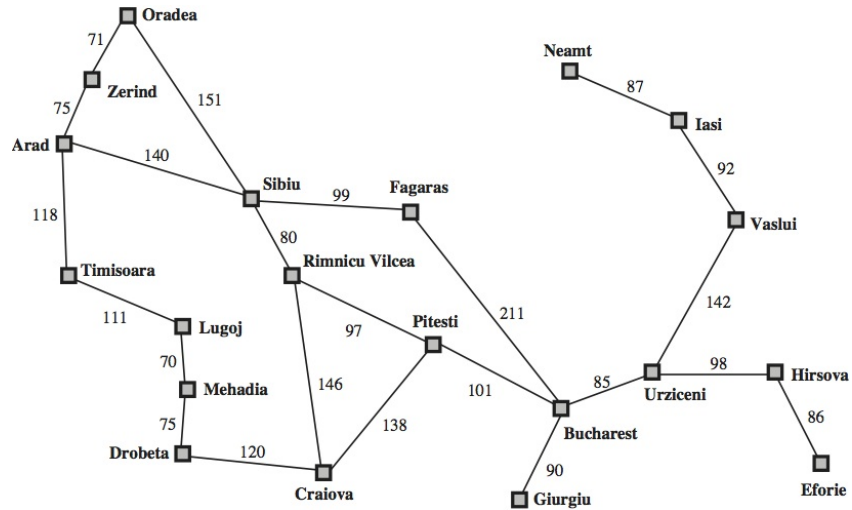 Oradea
71
Neamt
Zerind
87
151
75
Iasi
Arad
140
92
Sibiu
Fagaras
99
118
Vaslui
80
Timisoara
Rimnicu Vilcea
142
111
Lugoj
Pitesti
211
97
70
98
Hirsova
146
85
Mehadia
101
Urziceni
86
75
138
Bucharest
Drobeta
120
90
Eforie
Craiova
Giurgiu